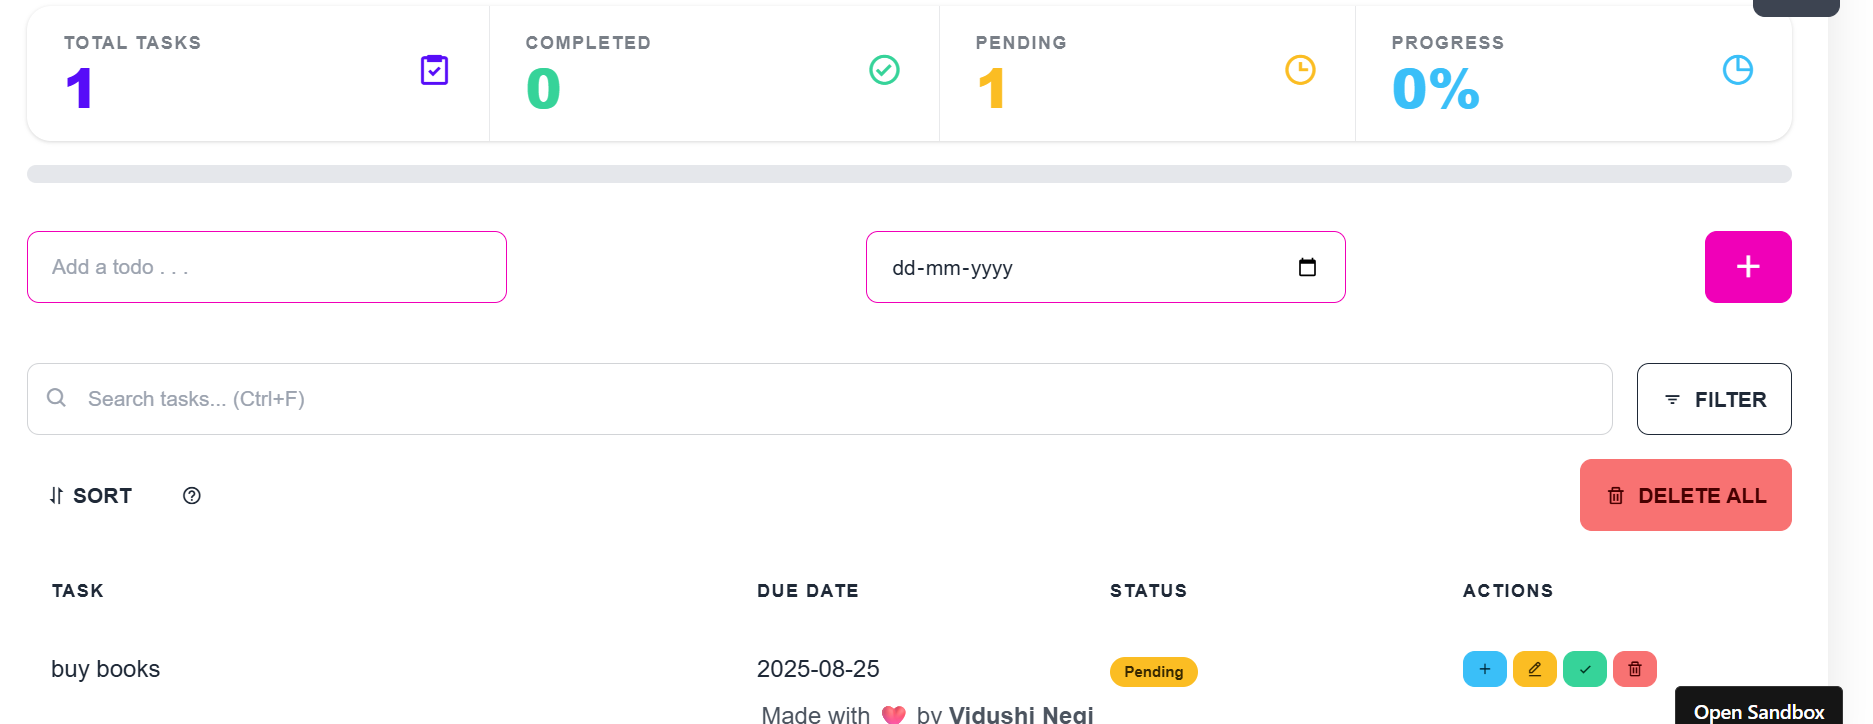 TOTAL TASKS COMPLETED PENDING PROGRESS
1 0 1 0%
Add a todo . . . dd-mm-yyyy
Search tasks... (Ctrl+F) FILTER
SORT DELETE ALL
TASK DUE DATE STATUS ACTIONS
buy books 2025-08-25 Pending
Made with by Vidushi Negi
Open Sandbox